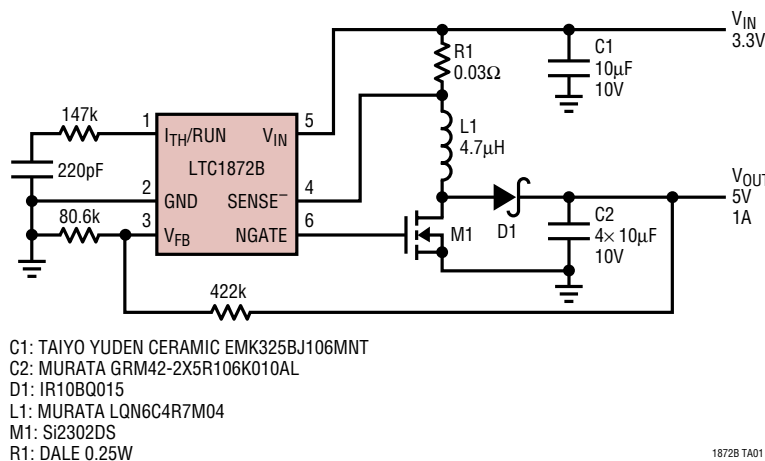 V_IN
3.3V
R1
0.03Ω
C1
10µF
10V
147k
1
I_TH/RUN
V_IN
5
L1
4.7µH
220pF
LTC1872B
2
GND
SENSE⁻
4
V_OUT
5V
1A
80.6k
3
V_FB
NGATE
6
M1
D1
C2
4× 10µF
10V
422k
C1: TAIYO YUDEN CERAMIC EMK325BJ106MNT
C2: MURATA GRM42-2X5R106K010AL
D1: IR10BQ015
L1: MURATA LQN6C4R7M04
M1: Si2302DS
R1: DALE 0.25W
1872B TA01